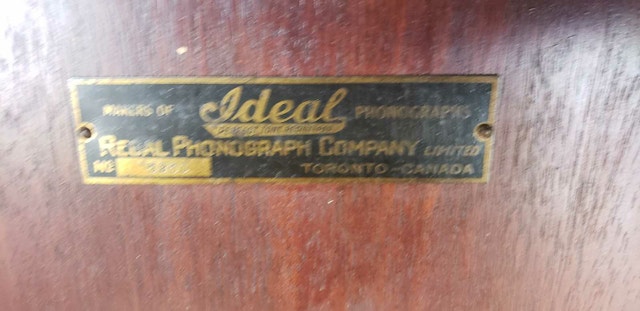 MAKERS OF Ideal PHONOGRAPHS
REGAL PHONOGRAPH COMPANY LIMITED
NO TORONTO-CANADA